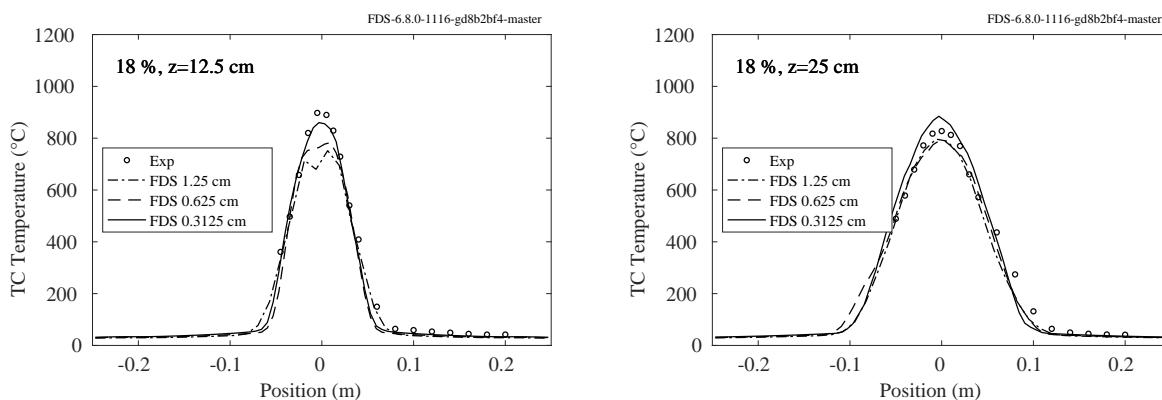 FDS-6.8.0-1116-gd8b2bf4-master
1200
18 %, z=12.5 cm
1000
800
Exp
FDS 1.25 cm
600
FDS 0.625 cm
FDS 0.3125 cm
400
200
0
TC Temperature (°C)
-0.2
-0.1
0
0.1
0.2
Position (m)
FDS-6.8.0-1116-gd8b2bf4-master
1200
18 %, z=25 cm
1000
800
Exp
FDS 1.25 cm
600
FDS 0.625 cm
FDS 0.3125 cm
400
200
0
TC Temperature (°C)
-0.2
-0.1
0
0.1
0.2
Position (m)